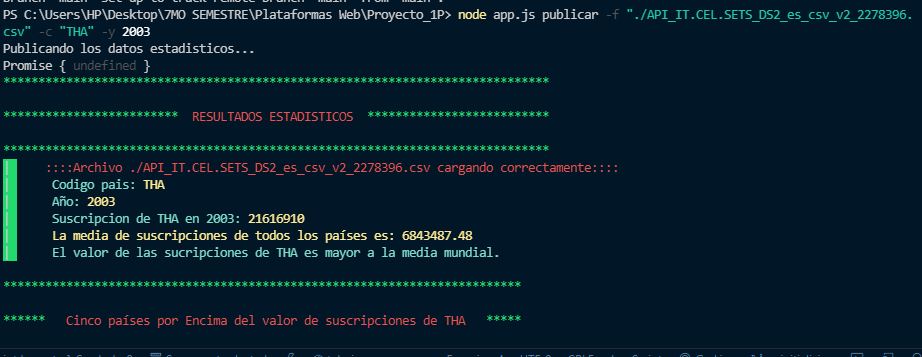 PS C:\Users\HP\Desktop\7MO SEMESTRE\Plataformas Web\Proyecto_1P> node app.js publicar -f "./API_IT.CEL.SETS_DS2_es_csv_v2_2278396.
csv" -c "THA" -y 2003
Publicando los datos estadisticos...
Promise { undefined }
******************************************************************************
************************* RESULTADOS ESTADISTICOS **************************
******************************************************************************
::::Archivo ./API_IT.CEL.SETS_DS2_es_csv_v2_2278396.csv cargando correctamente::::
Codigo pais: THA
Año: 2003
Suscripcion de THA en 2003: 21616910
La media de suscripciones de todos los países es: 6843487.48
El valor de las sucripciones de THA es mayor a la media mundial.
**************************************************************************
****** Cinco países por Encima del valor de suscripciones de THA *****